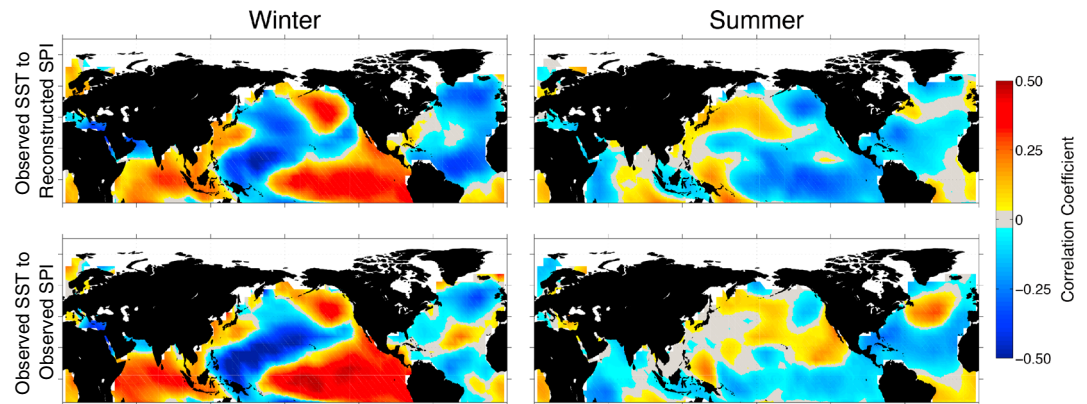 Winter
Summer
Observed SST to
Reconstructed SPI
0.50
0.25
0
−0.25
−0.50
Correlation Coefficient
Observed SST to
Observed SPI